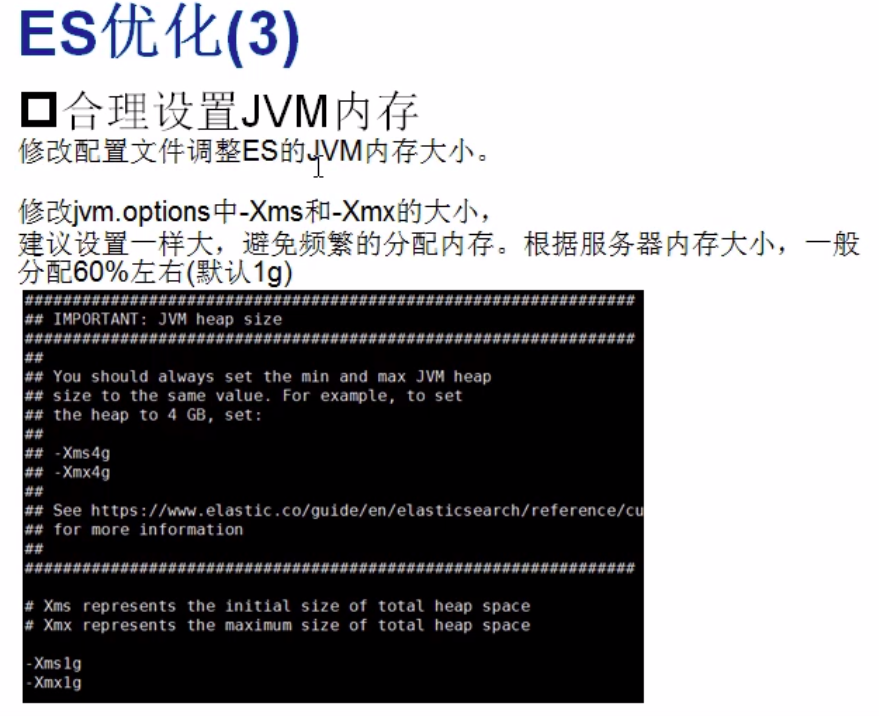 ES优化(3)
合理设置JVM内存
修改配置文件调整ES的JVM内存大小。
修改jvm.options中-Xms和-Xmx的大小，
建议设置一样大，避免频繁的分配内存。根据服务器内存大小，一般
分配60%左右(默认1g)
################################################################
## IMPORTANT: JVM heap size
################################################################
##
## You should always set the min and max JVM heap
## size to the same value. For example, to set
## the heap to 4 GB, set:
##
## -Xms4g
## -Xmx4g
##
## See https://www.elastic.co/guide/en/elasticsearch/reference/cu
## for more information
##
################################################################
# Xms represents the initial size of total heap space
# Xmx represents the maximum size of total heap space
-Xms1g
-Xmx1g